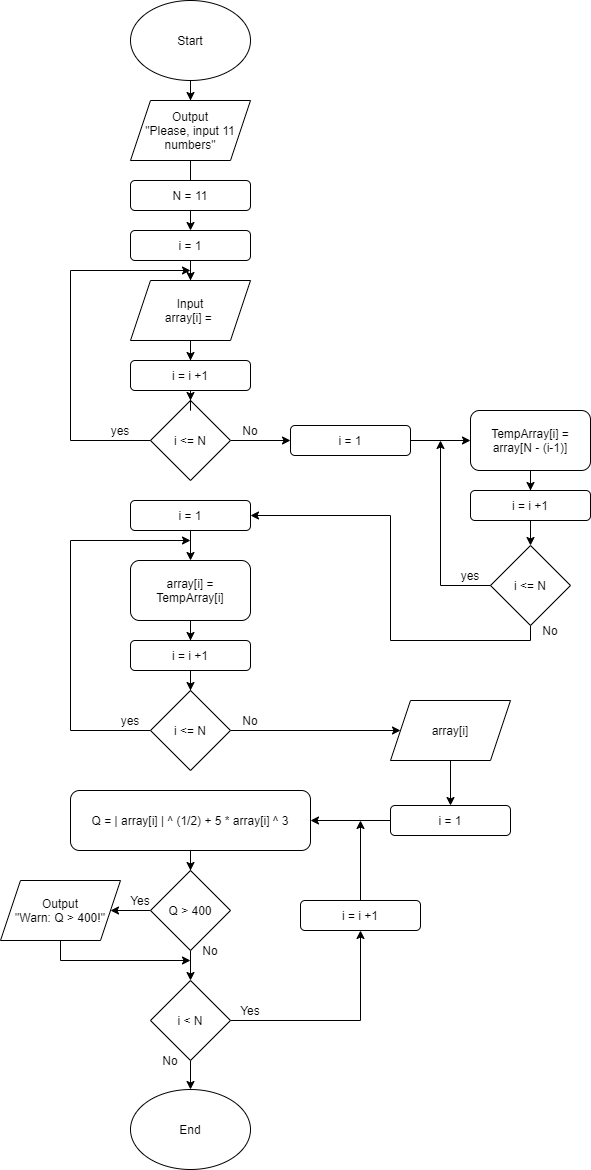 Start
Output
"Please, input 11
numbers"
N = 11
i = 1
Input
array[i] =
i = i +1
i <= N
yes
No
i = 1
TempArray[i] =
array[N - (i-1)]
i = i +1
i <= N
yes
No
i = 1
array[i] =
TempArray[i]
i = i +1
i <= N
yes
No
array[i]
i = 1
Q = | array[i] | ^ (1/2) + 5 * array[i] ^ 3
Q > 400
Yes
Output
"Warn: Q > 400!"
No
i = i +1
i < N
Yes
No
End